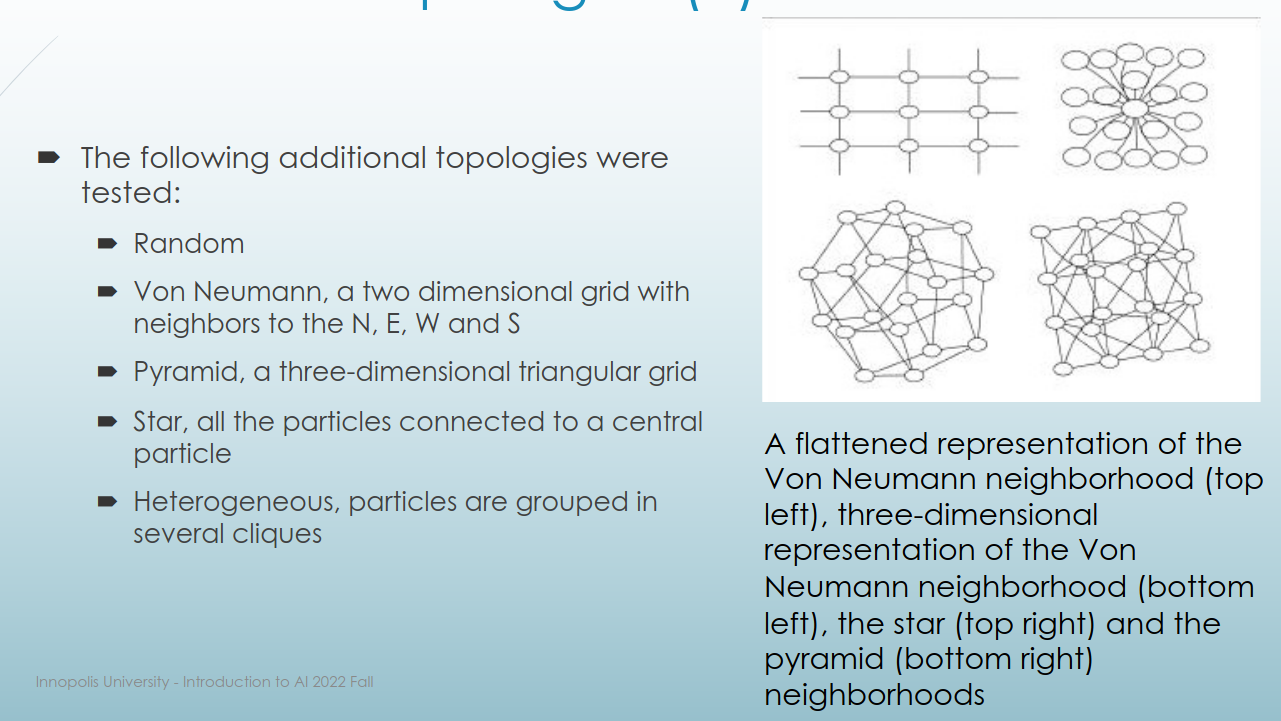 The following additional topologies were
tested:
Random
Von Neumann, a two dimensional grid with
neighbors to the N, E, W and S
Pyramid, a three-dimensional triangular grid
Star, all the particles connected to a central
particle
Heterogeneous, particles are grouped in
several cliques
A flattened representation of the
Von Neumann neighborhood (top
left), three-dimensional
representation of the Von
Neumann neighborhood (bottom
left), the star (top right) and the
pyramid (bottom right)
neighborhoods
Innopolis University - Introduction to AI 2022 Fall